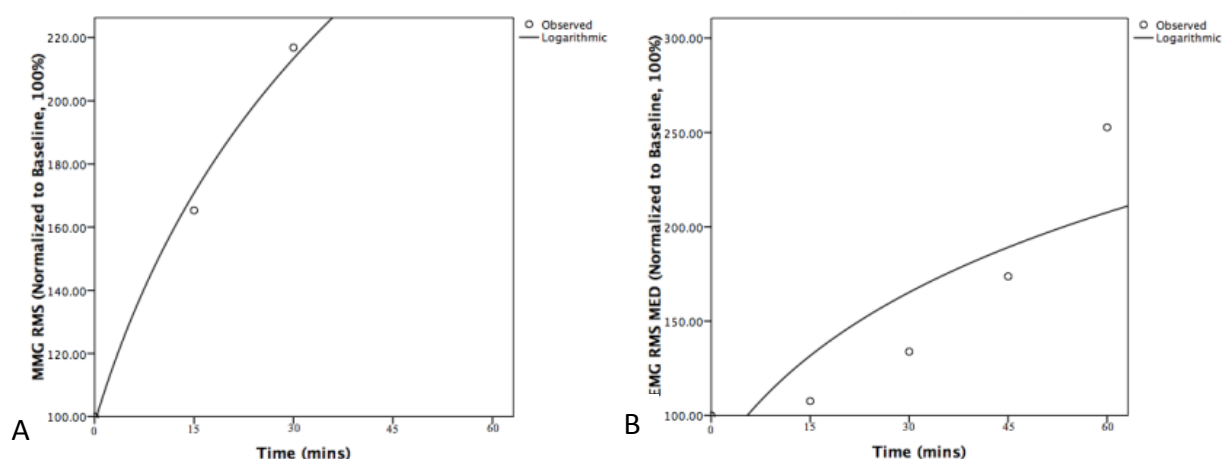 MMG RMS (Normalized to Baseline, 100%)
220.00
200.00
180.00
160.00
140.00
120.00
100.00
0
15
30
45
60
Time (mins)
Observed
Logarithmic
A
EMG RMS MED (Normalized to Baseline, 100%)
300.00
250.00
200.00
150.00
100.00
0
15
30
45
60
Time (mins)
Observed
Logarithmic
B